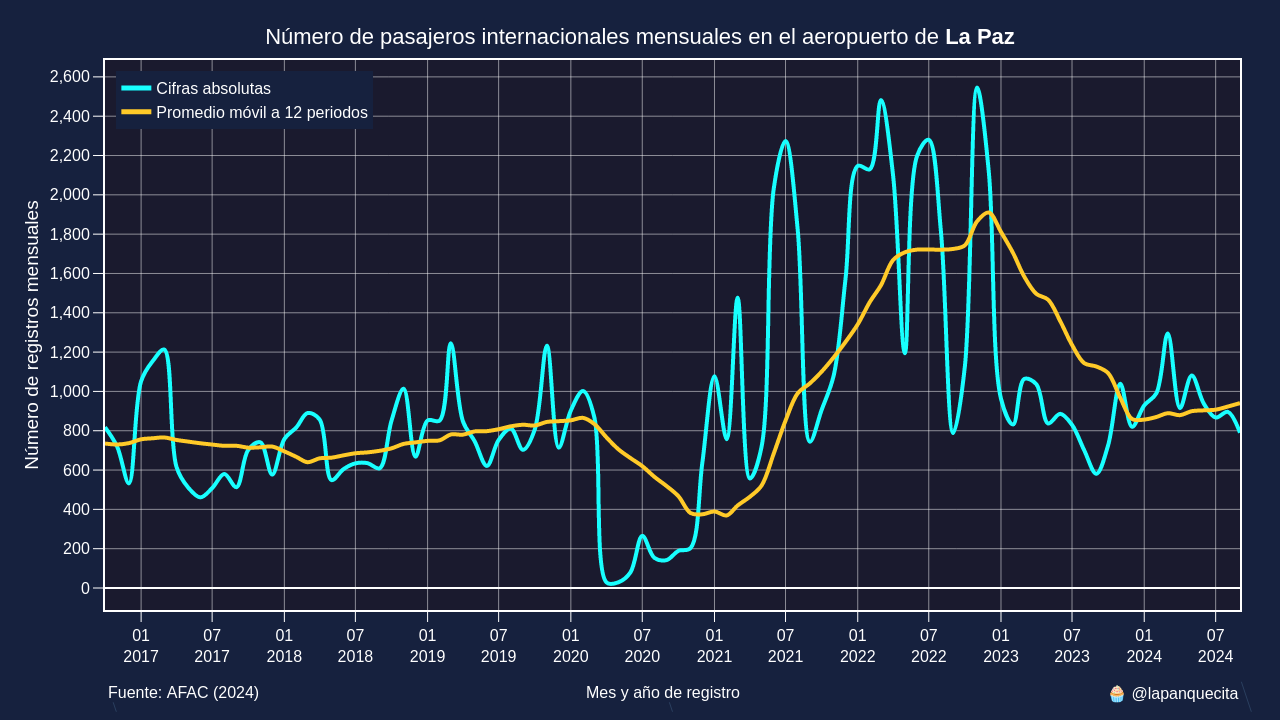 Número de pasajeros internacionales mensuales en el aeropuerto de La Paz
Cifras absolutas
Promedio móvil a 12 periodos
Número de registros mensuales
2,600
2,400
2,200
2,000
1,800
1,600
1,400
1,200
1,000
800
600
400
200
0
01 07 01 07 01 07 01 07 01 07 01 07 01 07 01 07
2017 2017 2018 2018 2019 2019 2020 2020 2021 2021 2022 2022 2023 2023 2024 2024
Fuente: AFAC (2024)
Mes y año de registro
🧁 @lapanquecita